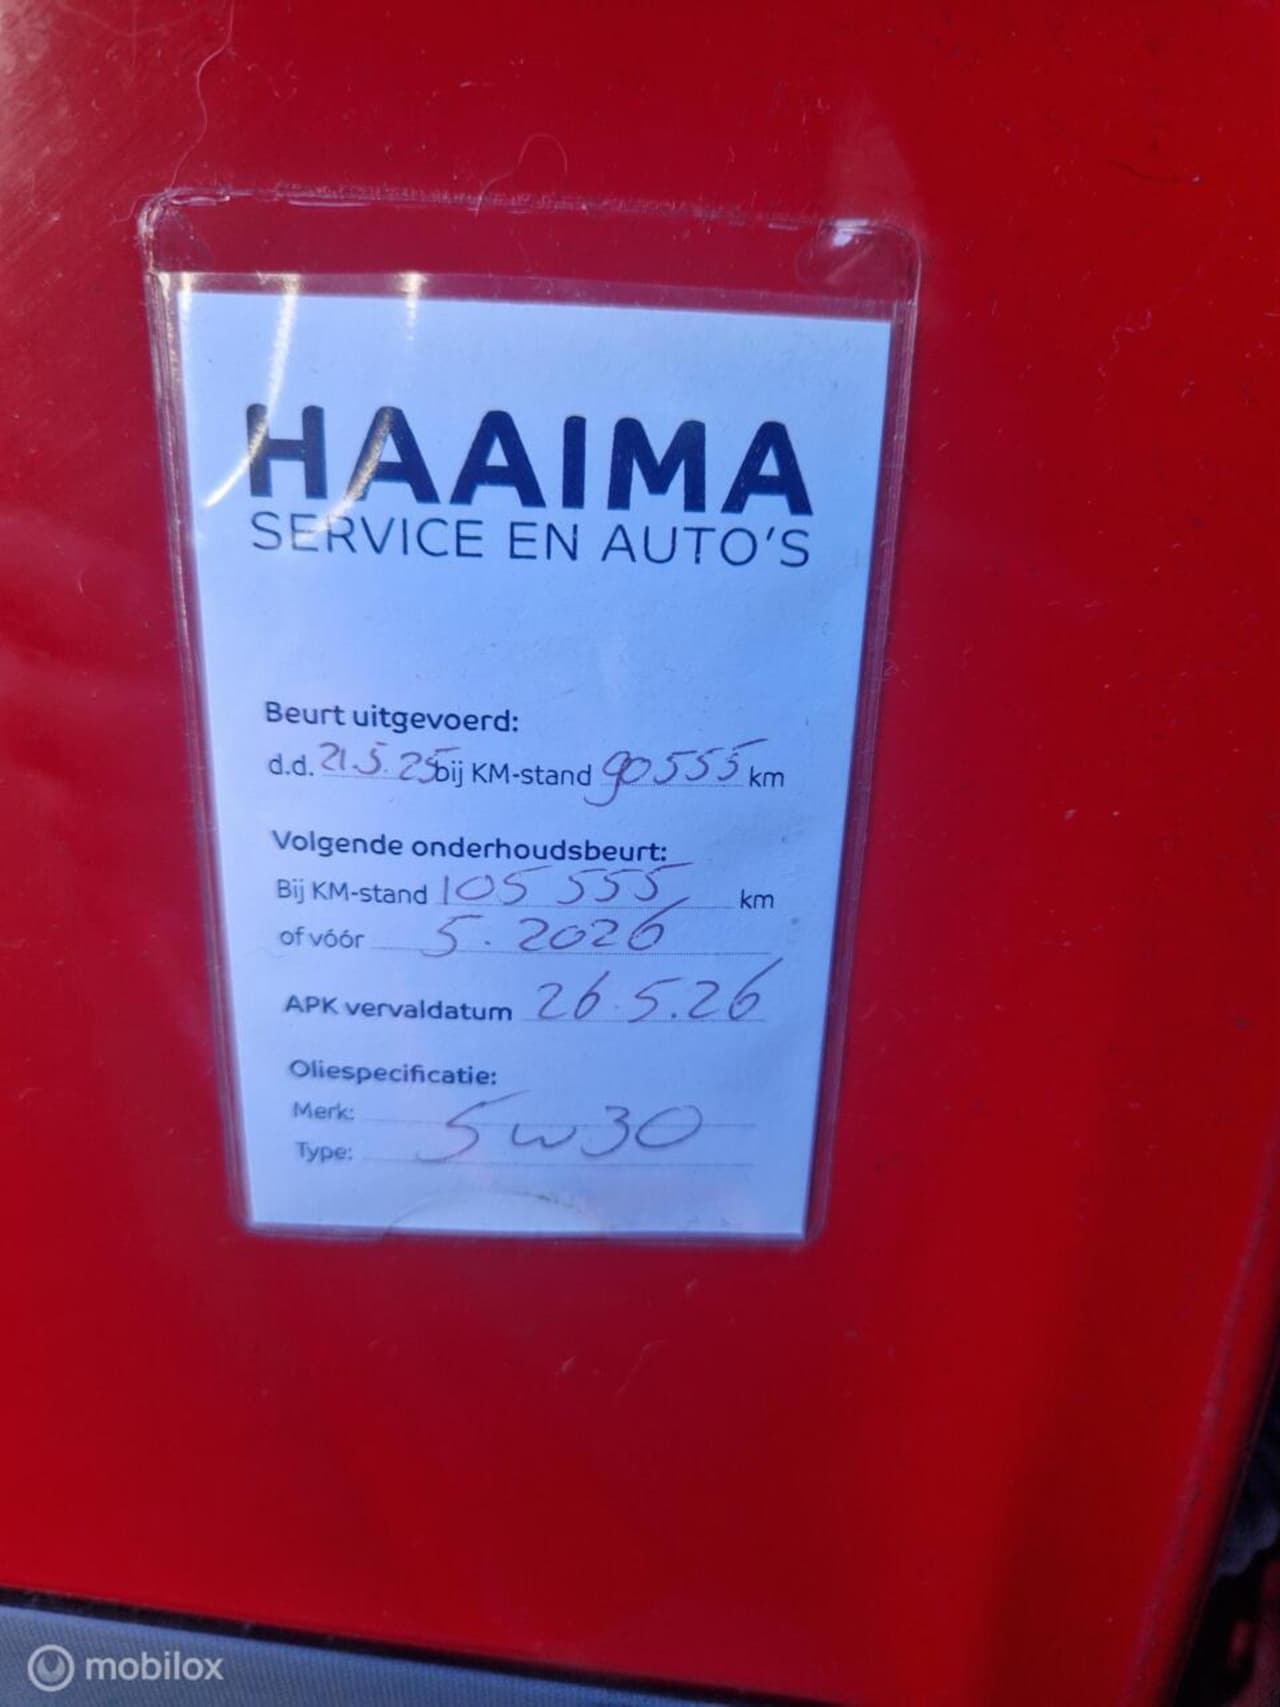 HAAIMA
SERVICE EN AUTO'S
Beurt uitgevoerd:
d.d. 21.5.25 bij KM-stand 90555 km
Volgende onderhoudsbeurt:
Bij KM-stand 105 555 km
of vóór 5.2026
APK vervaldatum 26.5.26
Oliespecificatie:
Merk:
5w30
Type:
mobilox